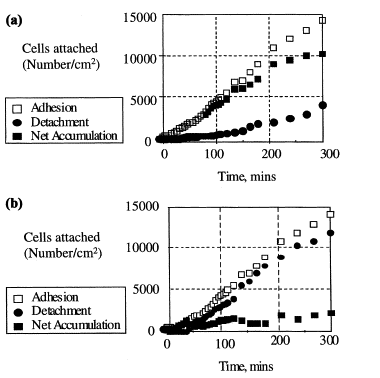 (a)
15000
Cells attached
(Number/cm2)
10000
5000
0
□ Adhesion
● Detachment
■ Net Accumulation
0 100 200 300
Time, mins
(b)
15000
Cells attached
(Number/cm2)
10000
5000
0
□ Adhesion
● Detachment
■ Net Accumulation
0 100 200 300
Time, mins